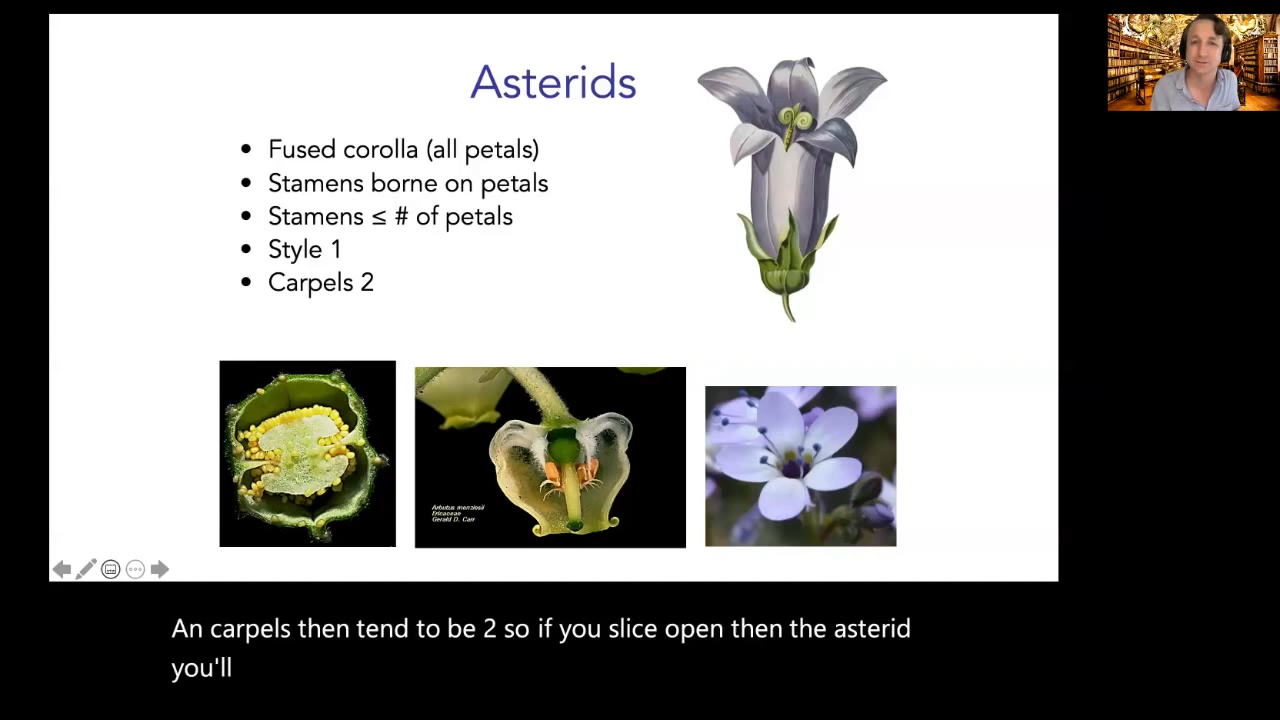 Asterids
• Fused corolla (all petals)
• Stamens borne on petals
• Stamens ≤ # of petals
• Style 1
• Carpels 2
Arbutus menziesii
Ericaceae
Gerald D. Carr
An carpels then tend to be 2 so if you slice open then the asterid
you'll